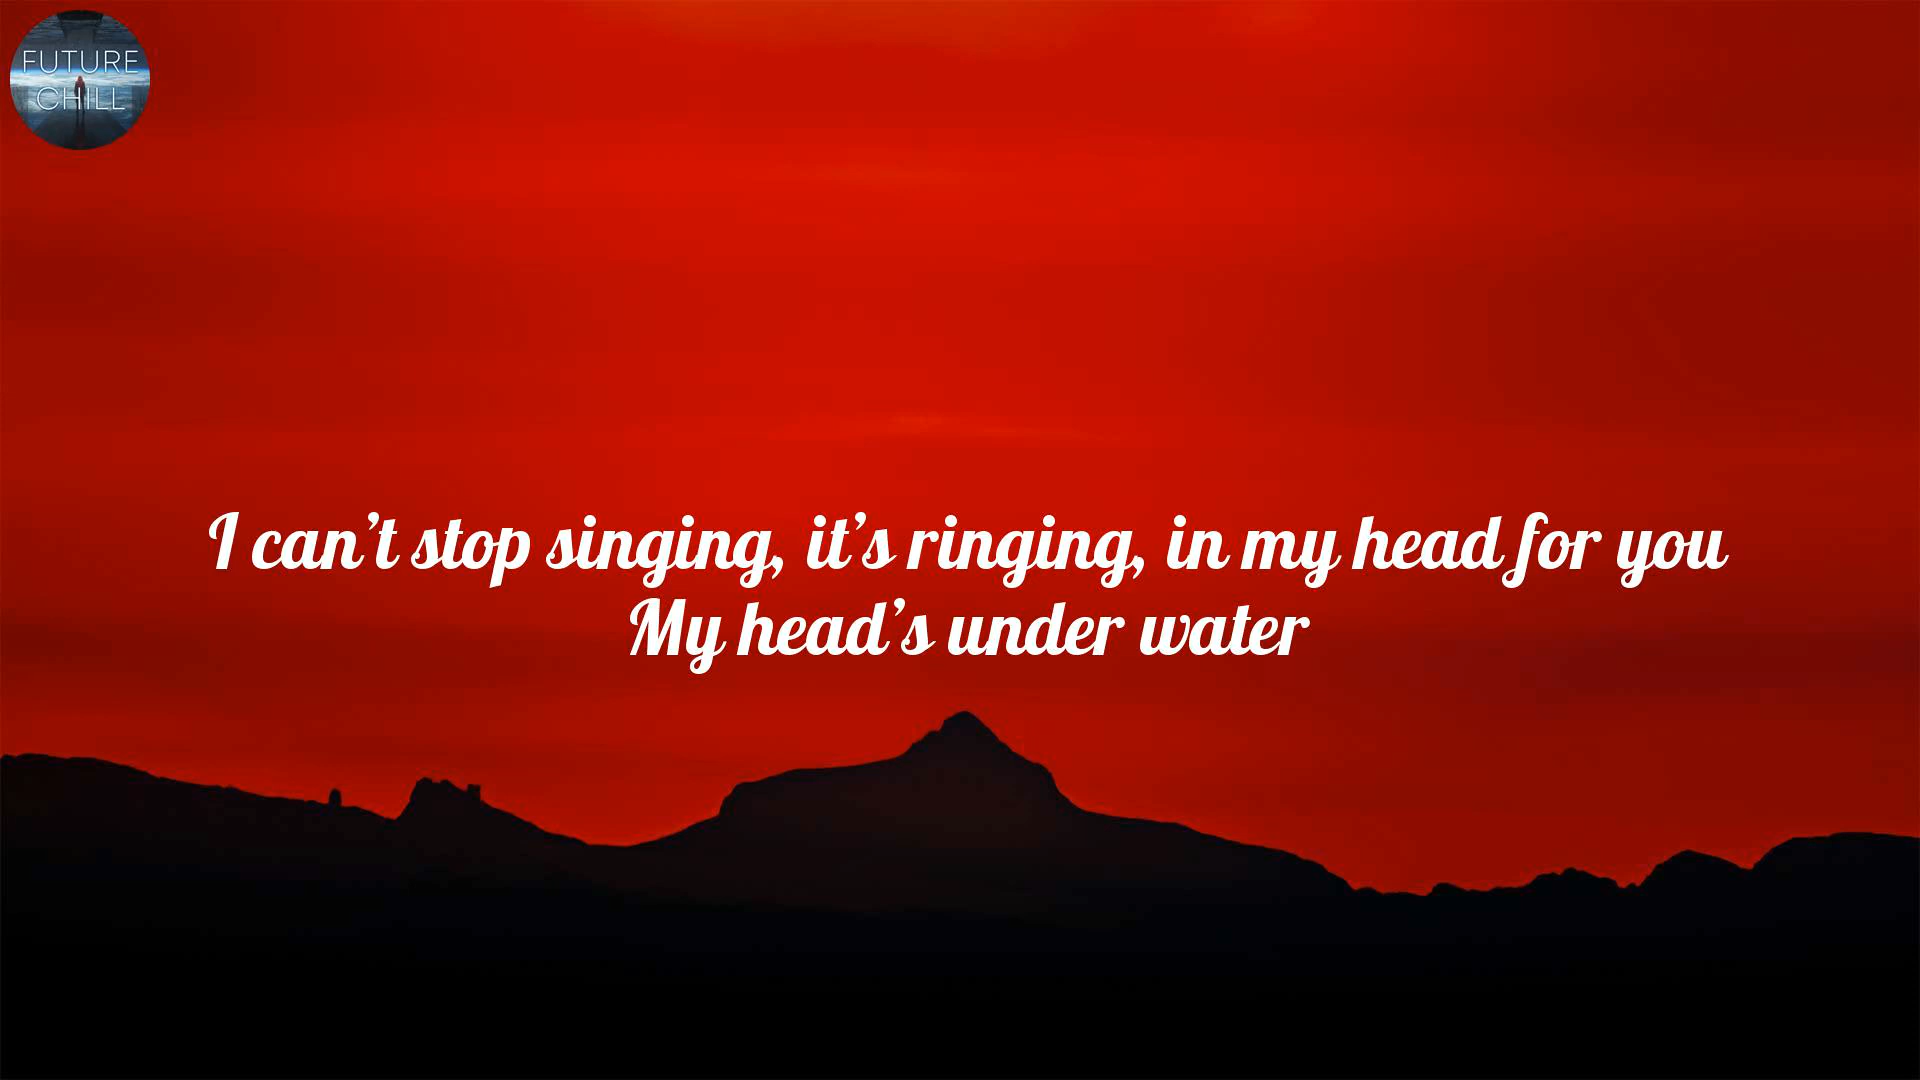 FUTURE
CHILL
I can’t stop singing, it’s ringing, in my head for you
My head’s under water